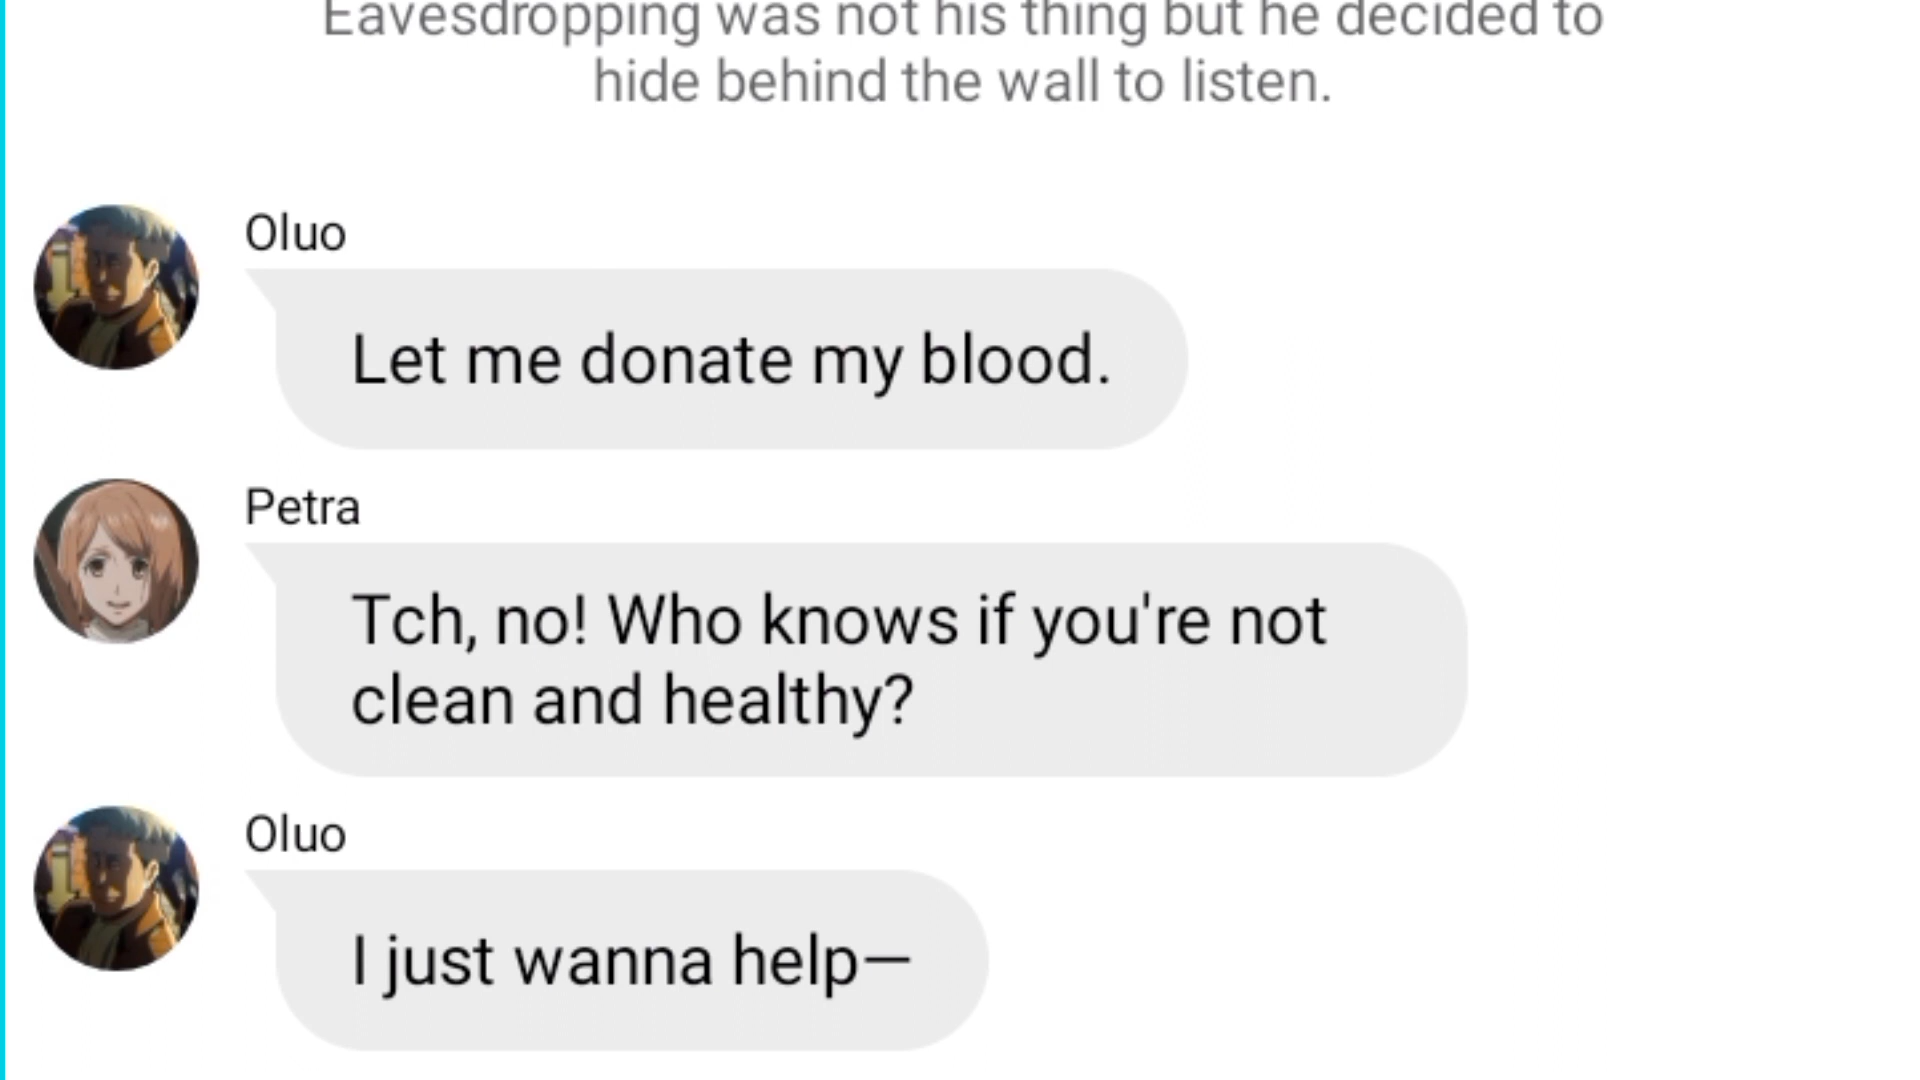 Eavesdropping was not his thing but he decided to
hide behind the wall to listen.
Oluo
Let me donate my blood.
Petra
Tch, no! Who knows if you're not
clean and healthy?
Oluo
I just wanna help—